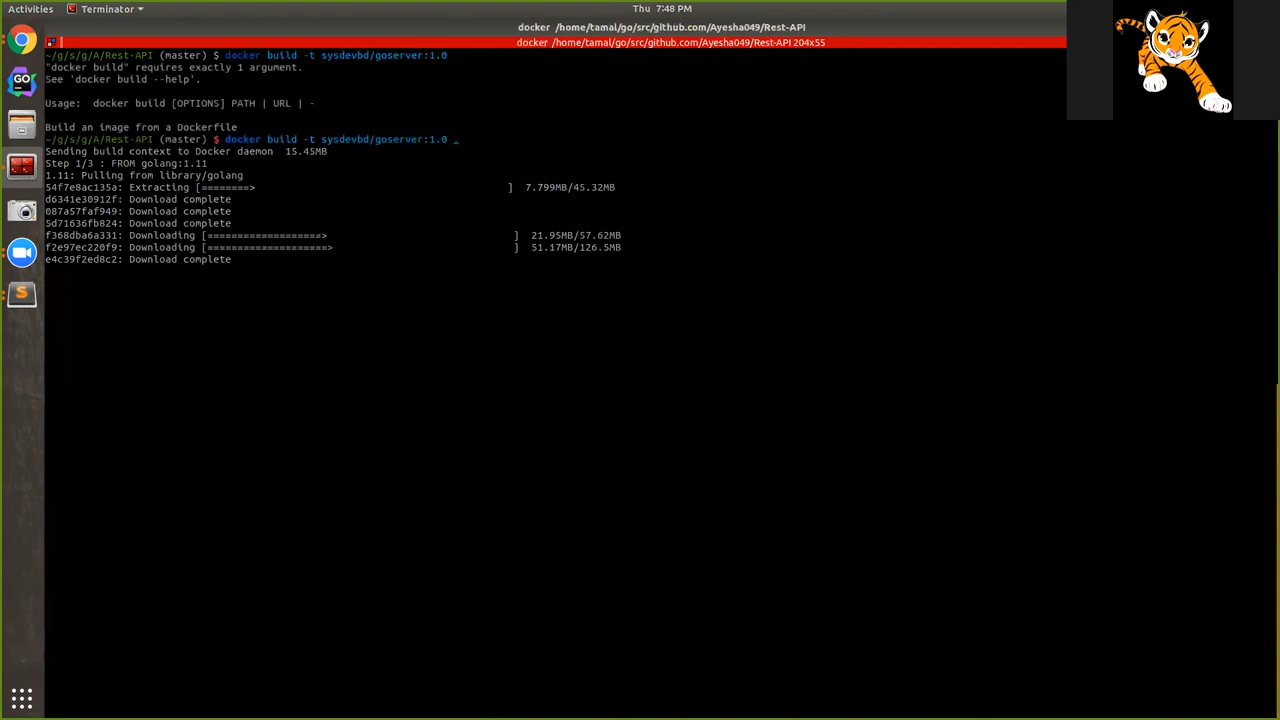 Activities
Terminator
Thu 7:48 PM
docker /home/tamal/go/src/github.com/Ayesha049/Rest-API
docker /home/tamal/go/src/github.com/Ayesha049/Rest-API 204x55
~/g/s/g/A/Rest-API (master) $ docker build -t sysdevbd/goserver:1.0
"docker build" requires exactly 1 argument.
See 'docker build --help'.
Usage:  docker build [OPTIONS] PATH | URL | -
Build an image from a Dockerfile
~/g/s/g/A/Rest-API (master) $ docker build -t sysdevbd/goserver:1.0 .
Sending build context to Docker daemon  15.45MB
Step 1/3 : FROM golang:1.11
1.11: Pulling from library/golang
54f7e8ac135a: Extracting [========>                                          ]  7.799MB/45.32MB
d6341e30912f: Download complete
087a57faf949: Download complete
5d71636fb824: Download complete
f368dba6a331: Downloading [===================>                               ]  21.95MB/57.62MB
f2e97ec220f9: Downloading [====================>                              ]  51.17MB/126.5MB
e4c39f2ed8c2: Download complete
GO
S